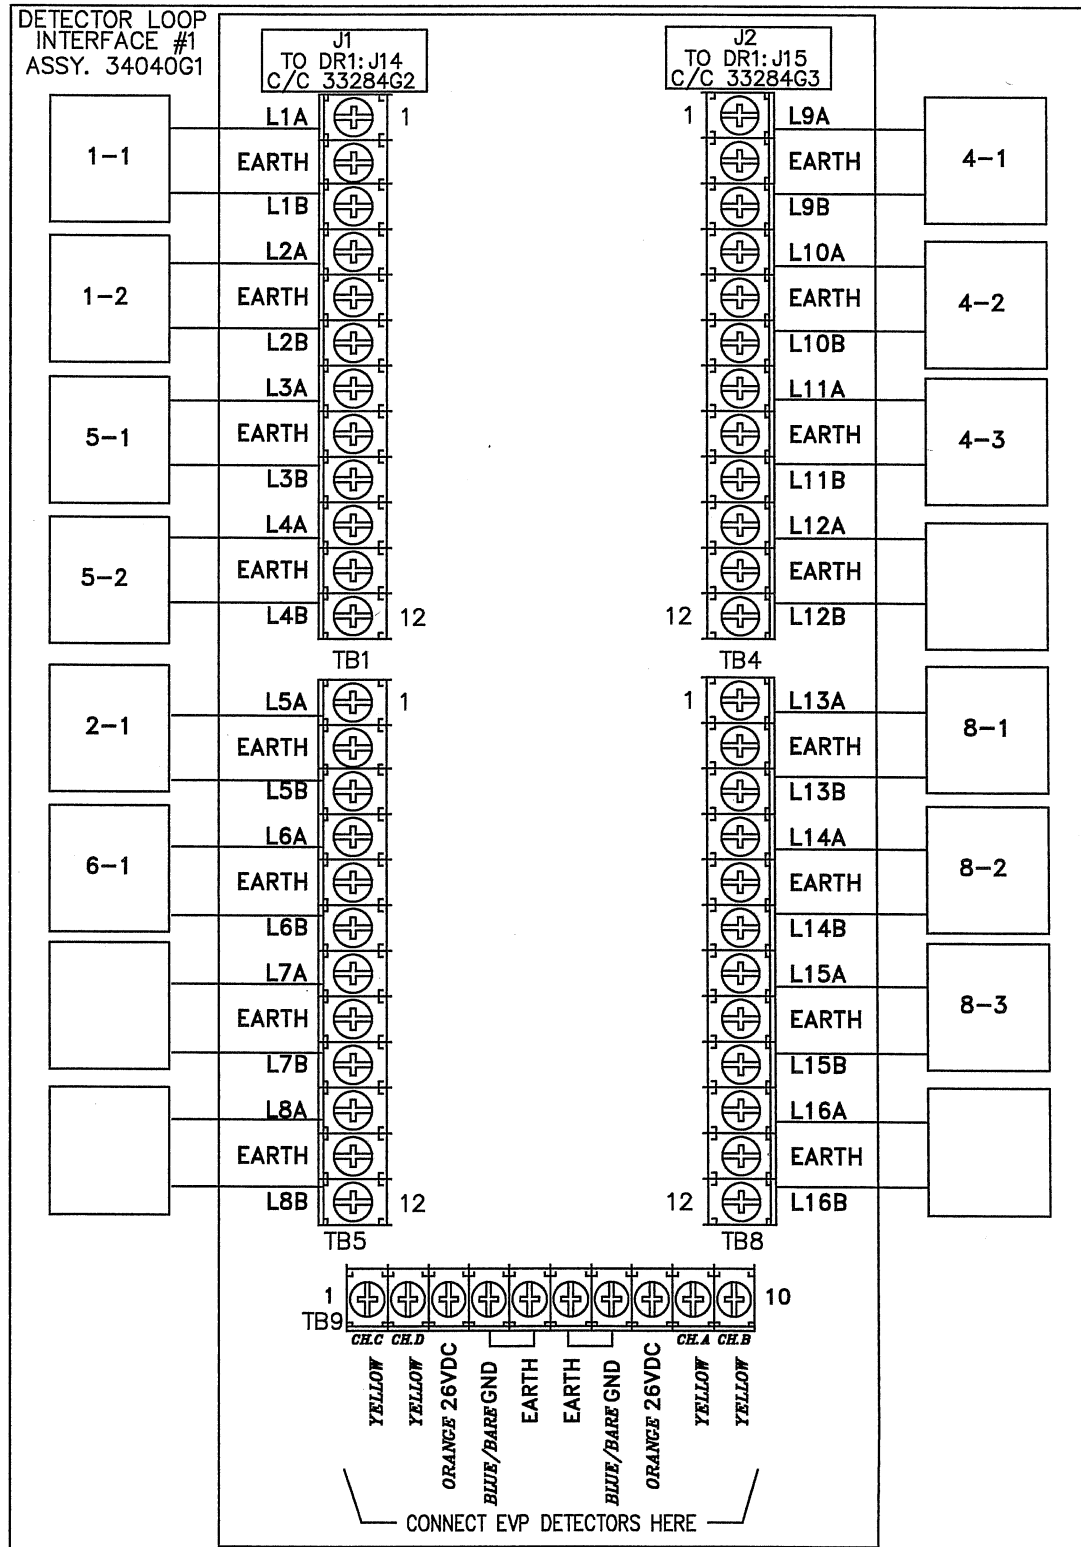 DETECTOR LOOP
INTERFACE #1
ASSY. 34040G1
J1
TO DR1:J14
C/C 33284G2
J2
TO DR1:J15
C/C 33284G3
1-1
L1A
1
EARTH
L1B
1-2
L2A
EARTH
L2B
5-1
L3A
EARTH
L3B
5-2
L4A
EARTH
L4B
12
TB1
2-1
L5A
1
EARTH
L5B
6-1
L6A
EARTH
L6B
L7A
EARTH
L7B
L8A
EARTH
L8B
12
TB5
1
L9A
EARTH
L9B
4-1
L10A
EARTH
L10B
4-2
L11A
EARTH
L11B
4-3
L12A
EARTH
12
L12B
TB4
1
L13A
EARTH
L13B
8-1
L14A
EARTH
L14B
8-2
L15A
EARTH
L15B
8-3
L16A
EARTH
12
L16B
TB8
1
TB9
10
CH.C
YELLOW
CH.D
YELLOW
ORANGE 26VDC
BLUE/BARE GND
EARTH
EARTH
BLUE/BARE GND
ORANGE 26VDC
CH.A
YELLOW
CH.B
YELLOW
CONNECT EVP DETECTORS HERE